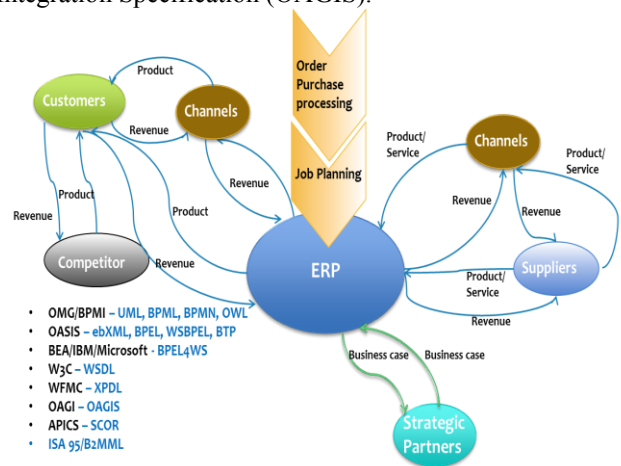 Integration Specification (OAGIS).
Order
Purchase
processing
Job Planning
Product
Customers
Channels
Revenue
Product
Revenue
Revenue
Product
Competitor
Revenue
ERP
Product/
Service
Channels
Product/
Service
Revenue
Revenue
Product/
Service
Suppliers
Revenue
Business case
Business case
Strategic
Partners
• OMG/BPMI – UML, BPML, BPMN, OWL
• OASIS – ebXML, BPEL, WSBPEL, BTP
• BEA/IBM/Microsoft - BPEL4WS
• W3C – WSDL
• WFMC – XPDL
• OAGI – OAGIS
• APICS – SCOR
• ISA 95/B2MML